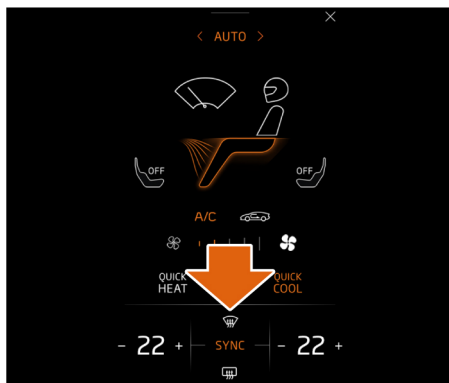 < AUTO >
OFF
OFF
A/C
QUICK HEAT
QUICK COOL
- 22 +
SYNC
- 22 +